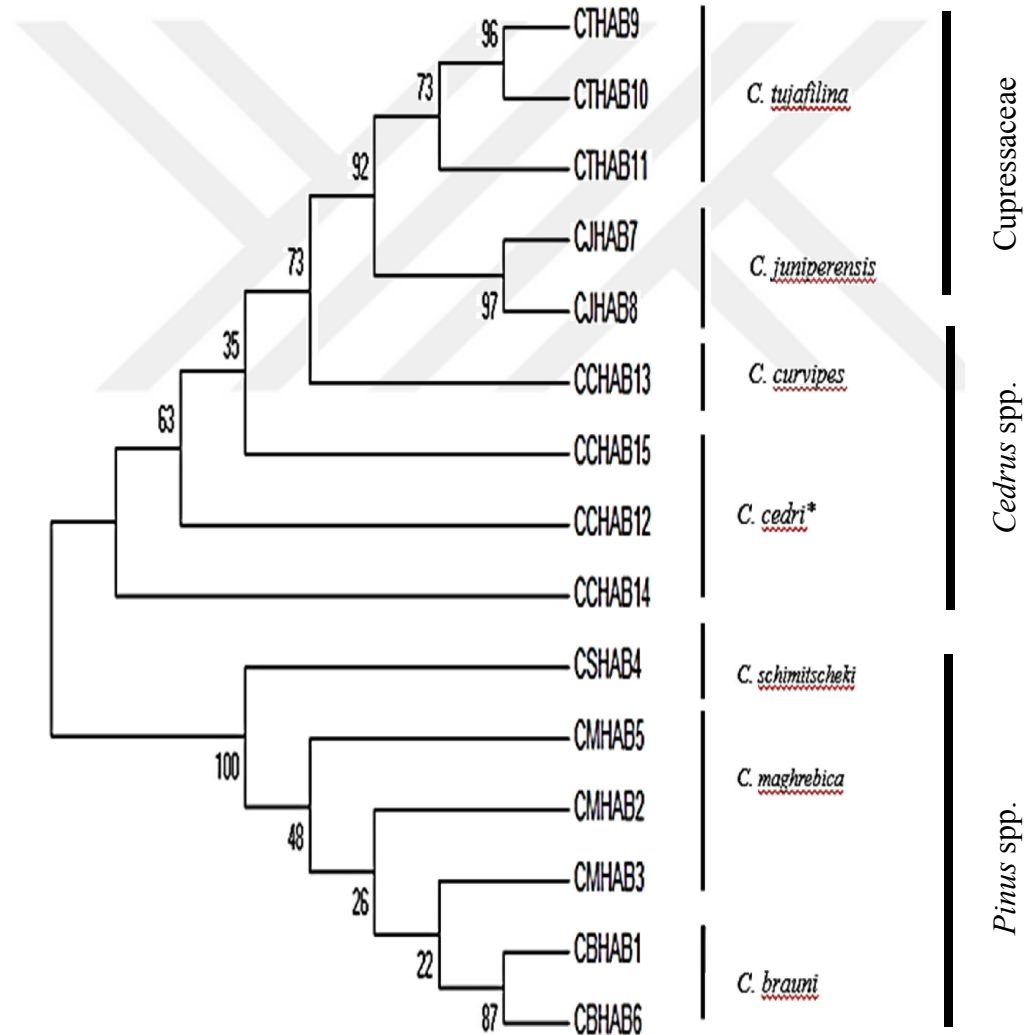 96
CTHAB9
73
CTHAB10
C. tujafilina
92
CTHAB11
73
CJHAB7
C. juniperensis
97
CJHAB8
35
CCHAB13
C. curvipes
63
CCHAB15
CCHAB12
C. cedri*
CCHAB14
CSHAB4
C. schimitscheki
100
CMHAB5
C. maghrebica
48
CMHAB2
26
CMHAB3
22
CBHAB1
C. brauni
87
CBHAB6
Cupressaceae
Cedrus spp.
Pinus spp.